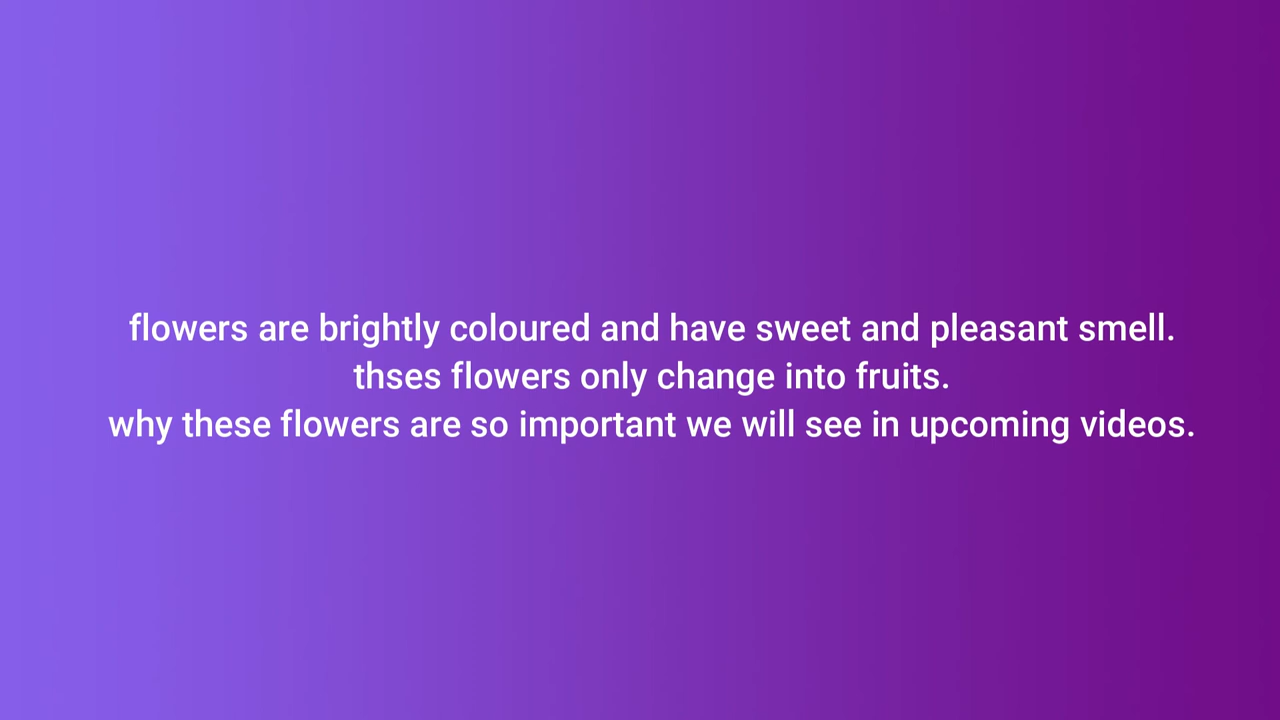 flowers are brightly coloured and have sweet and pleasant smell.
thses flowers only change into fruits.
why these flowers are so important we will see in upcoming videos.